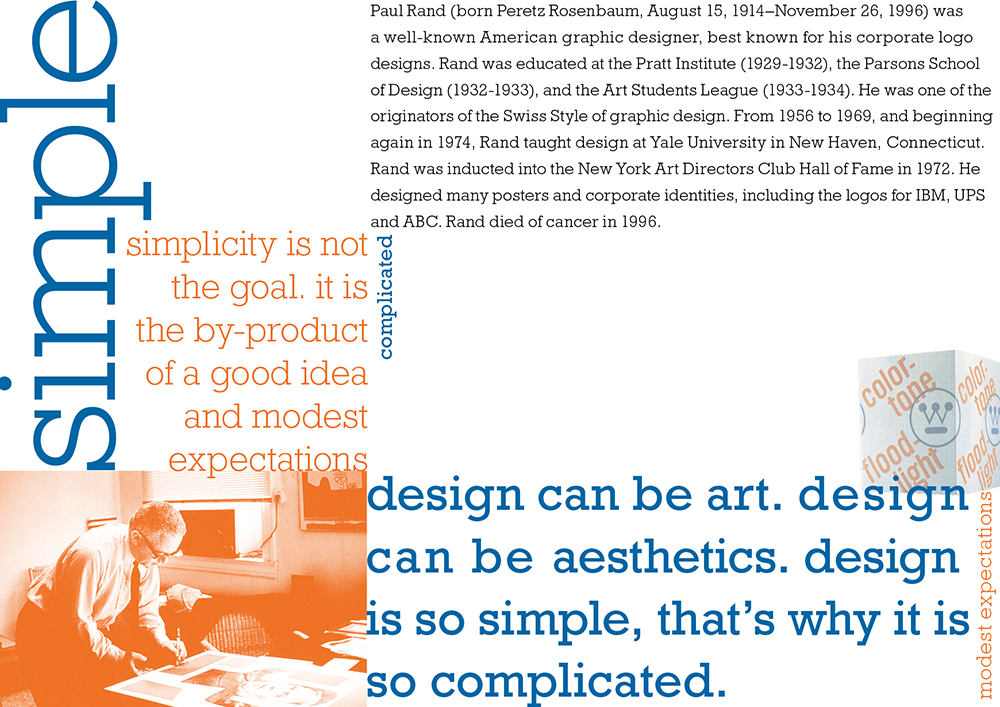 simple
Paul Rand (born Peretz Rosenbaum, August 15, 1914–November 26, 1996) was
a well-known American graphic designer, best known for his corporate logo
designs. Rand was educated at the Pratt Institute (1929-1932), the Parsons School
of Design (1932-1933), and the Art Students League (1933-1934). He was one of the
originators of the Swiss Style of graphic design. From 1956 to 1969, and beginning
again in 1974, Rand taught design at Yale University in New Haven, Connecticut.
Rand was inducted into the New York Art Directors Club Hall of Fame in 1972. He
designed many posters and corporate identities, including the logos for IBM, UPS
and ABC. Rand died of cancer in 1996.
simplicity is not
the goal. it is
the by-product
of a good idea
and modest
expectations
complicated
color-
tone
flood-
light
color-
tone
flood-
light
design can be art. design
can be aesthetics. design
is so simple, that’s why it is
so complicated.
modest expectations